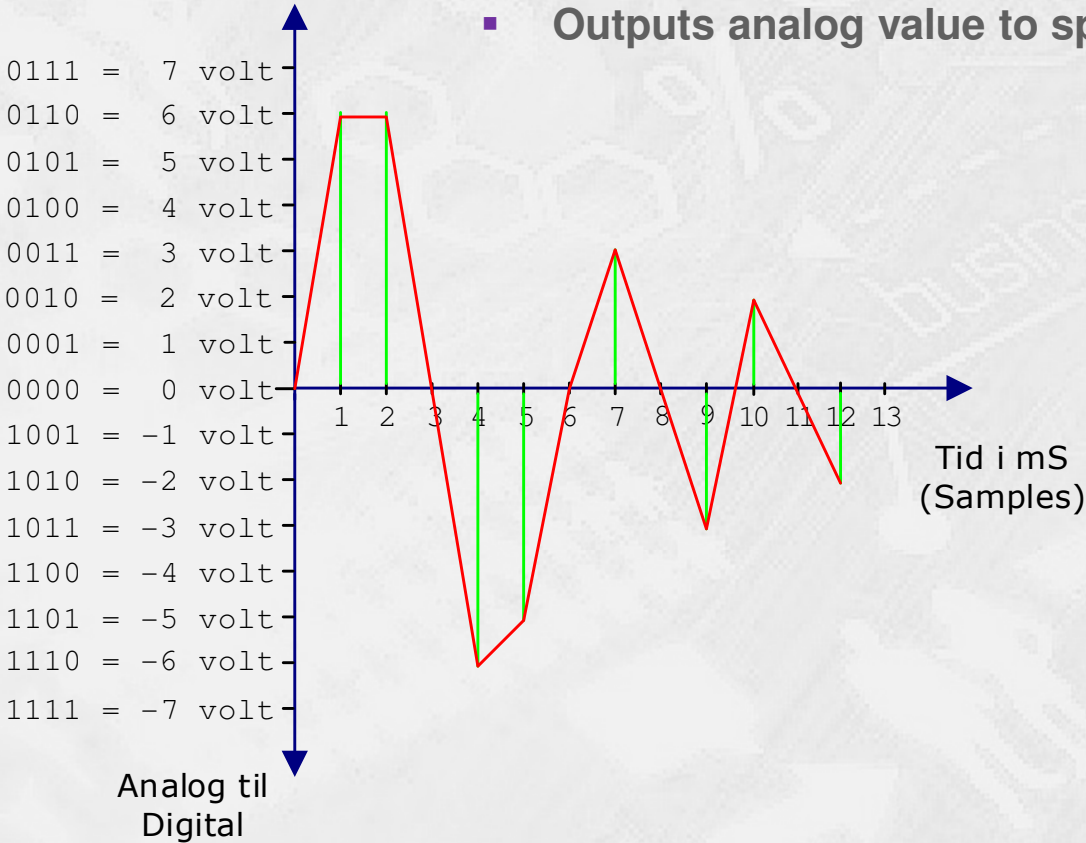 ▪ Outputs analog value to sp
0111 = 7 volt
0110 = 6 volt
0101 = 5 volt
0100 = 4 volt
0011 = 3 volt
0010 = 2 volt
0001 = 1 volt
0000 = 0 volt
1 2 3 4 5 6 7 8 9 10 11 12 13
1001 = -1 volt
1010 = -2 volt
1011 = -3 volt
1100 = -4 volt
1101 = -5 volt
1110 = -6 volt
1111 = -7 volt
Tid i mS
(Samples)
Analog til
Digital
%